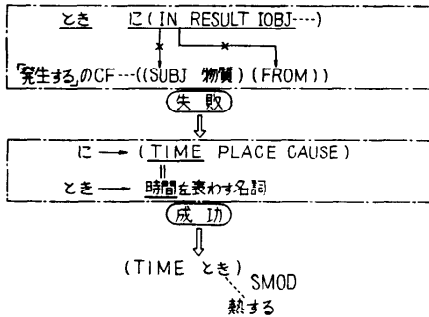 とき に(IN RESULT IOBJ‐‐‐‐)
「発生する」のCF‐‐‐((SUBJ 物質)(FROM))
失敗
に→(TIME PLACE CAUSE)
とき→時間を表わす名詞
成功
(TIME とき)
SMOD
熱する